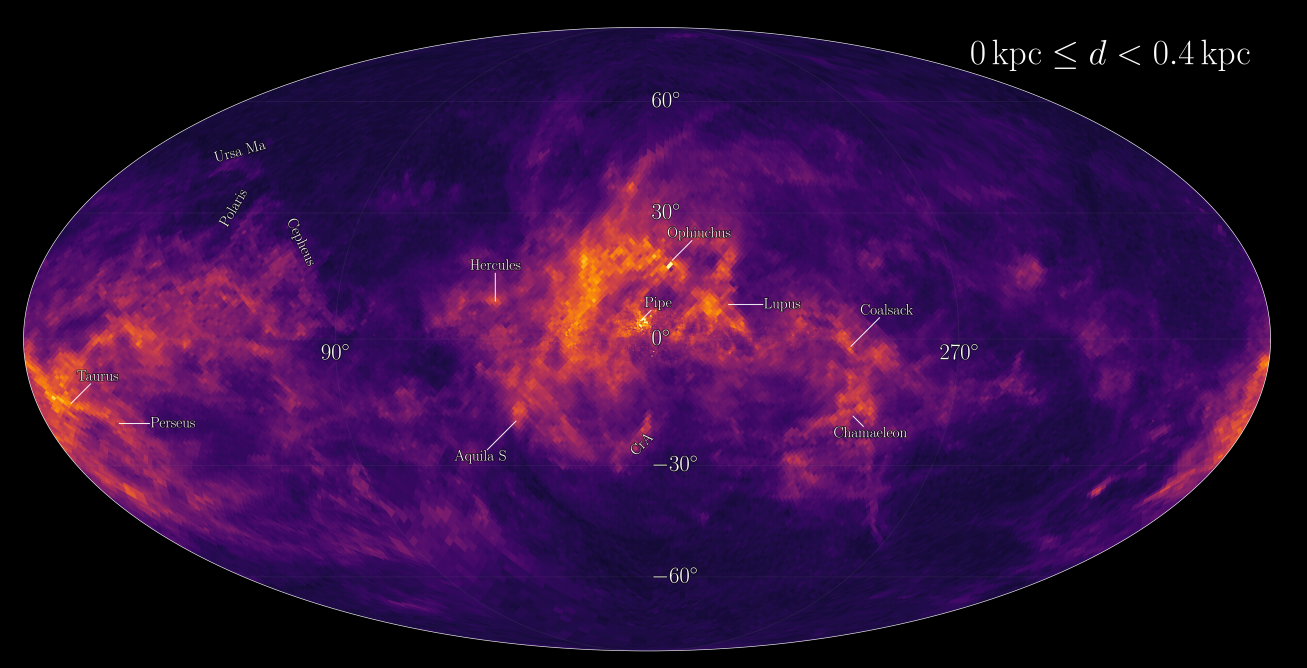 0 kpc ≤ d < 0.4 kpc
60°
Ursa Ma
Polaris
30°
Cepheus
Ophiuchus
Hercules
Pipe
Lupus
Coalsack
0°
90°
270°
Taurus
Perseus
Chamaeleon
CrA
Aquila S
−30°
−60°